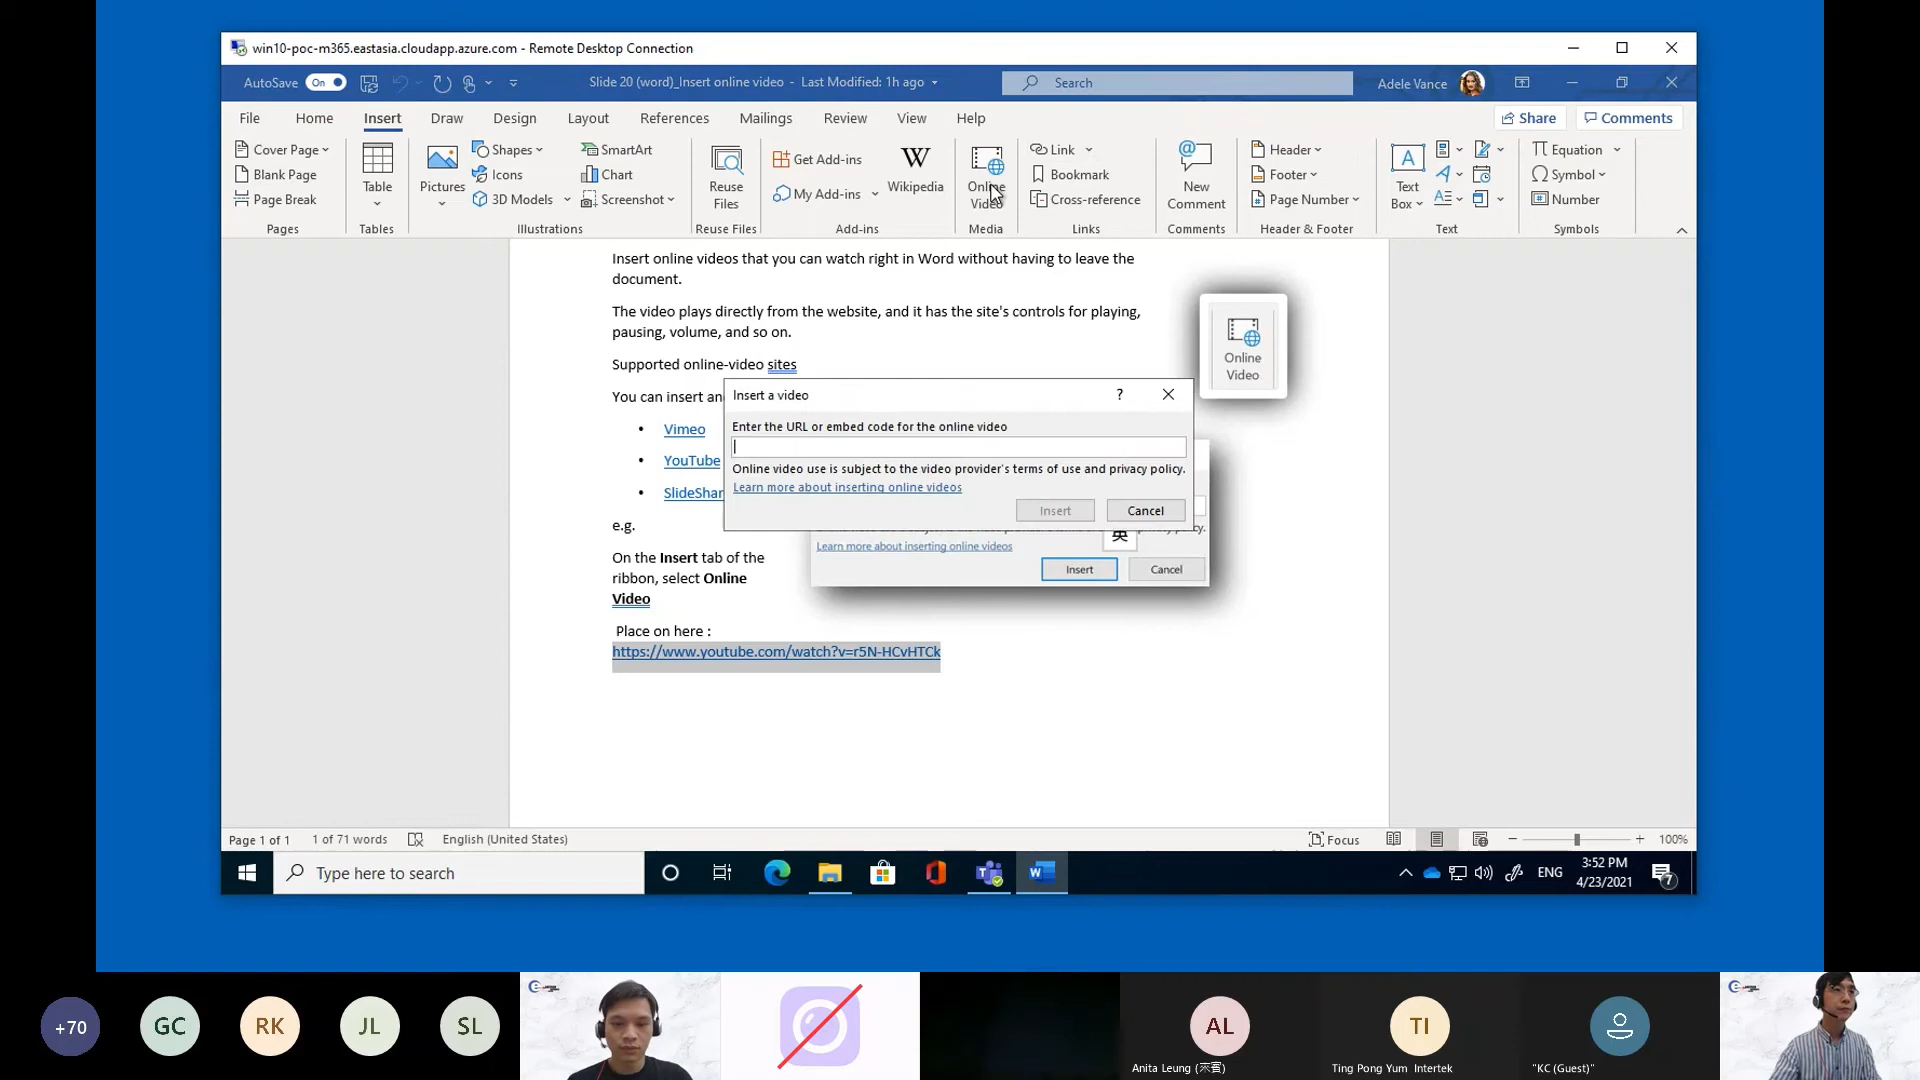 win10-poc-m365.eastasia.cloudapp.azure.com - Remote Desktop Connection
AutoSave On Slide 20 (word)_Insert online video - Last Modified: 1h ago Search Adele Vance
File Home Insert Draw Design Layout References Mailings Review View Help Share Comments
Cover Page
Blank Page
Page Break
Pages
Table
Tables
Pictures
Shapes
Icons
3D Models
SmartArt
Chart
Screenshot
Illustrations
Reuse
Files
Reuse Files
Get Add-ins
My Add-ins
W
Wikipedia
Add-ins
Online
Video
Media
Link
Bookmark
Cross-reference
Links
New
Comment
Comments
Header
Footer
Page Number
Header & Footer
A
Text
Box
Text
Equation
Symbol
Number
Symbols
Insert online videos that you can watch right in Word without having to leave the
document.
The video plays directly from the website, and it has the site's controls for playing,
pausing, volume, and so on.
Online
Video
Supported online-video sites
You can insert an
• Vimeo
• YouTube
• SlideShar
Insert a video ?
Enter the URL or embed code for the online video
Online video use is subject to the video provider's terms of use and privacy policy.
Learn more about inserting online videos
Insert Cancel
英
Learn more about inserting online videos
Insert Cancel
e.g.
On the Insert tab of the
ribbon, select Online
Video
Place on here :
https://www.youtube.com/watch?v=r5N-HCvHTCk
Page 1 of 1 1 of 71 words English (United States) Focus 100%
Type here to search
ENG
3:52 PM
4/23/2021
7
+70
GC
RK
JL
SL
AL
Anita Leung
TI
Ting Pong Yum Intertek
"KC (Guest)"